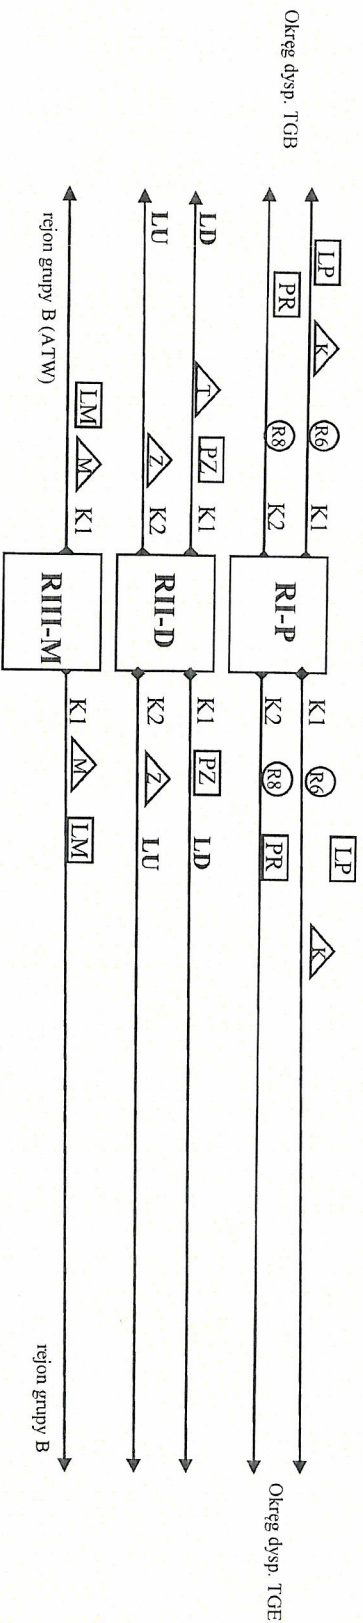 Okręg dysp. TGB
LP K R6 K1 K1 R6 LP K
PR R8 K2 RI-P K2 R8 PR
Okręg dysp. TGE
LD T PZ K1 K1 PZ LD
RII-D
LU Z K2 K2 Z LU
LM M K1 K1 M LM
RIII-M
rejon grupy B (ATW)
rejon grupy B